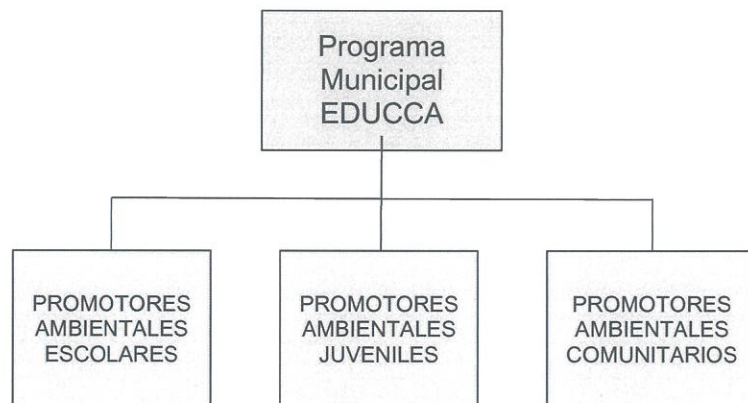 Programa
Municipal
EDUCCA
PROMOTORES
AMBIENTALES
ESCOLARES
PROMOTORES
AMBIENTALES
JUVENILES
PROMOTORES
AMBIENTALES
COMUNITARIOS